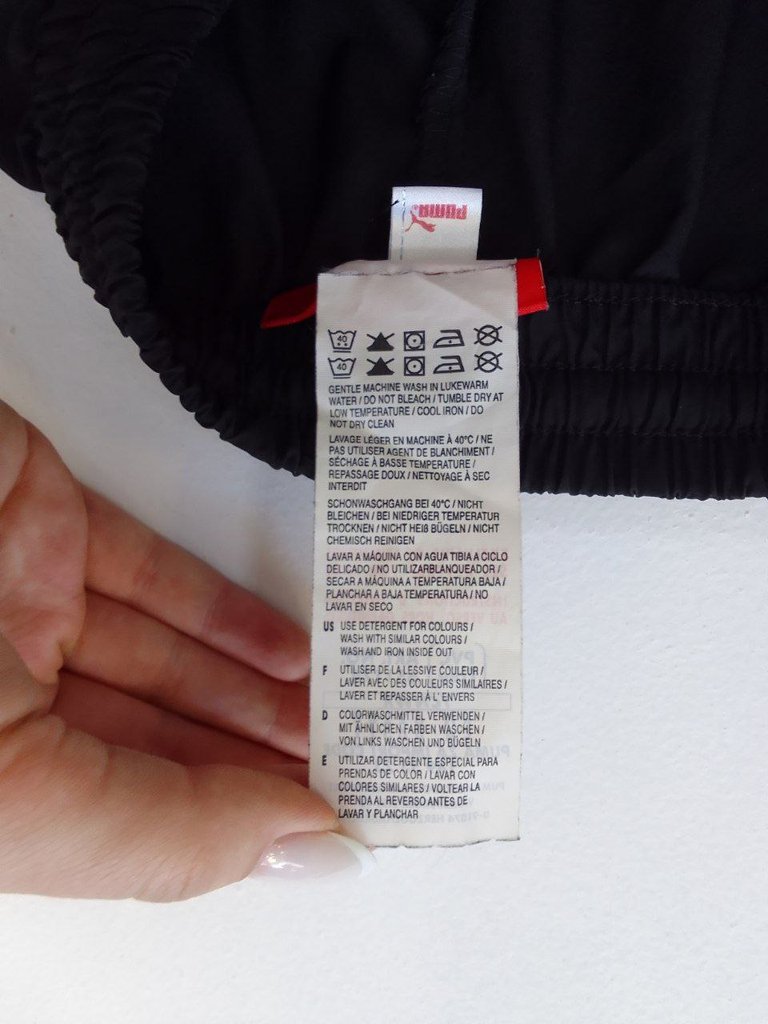 PUMA
40
40
GENTLE MACHINE WASH IN LUKEWARM
WATER / DO NOT BLEACH / TUMBLE DRY AT
LOW TEMPERATURE / COOL IRON / DO
NOT DRY CLEAN
LAVAGE LÉGER EN MACHINE À 40°C / NE
PAS UTILISER AGENT DE BLANCHIMENT /
SÉCHAGE À BASSE TEMPERATURE /
REPASSAGE DOUX / NETTOYAGE À SEC
INTERDIT
SCHONWASCHGANG BEI 40°C / NICHT
BLEICHEN / BEI NIEDRIGER TEMPERATUR
TROCKNEN / NICHT HEIß BÜGELN / NICHT
CHEMISCH REINIGEN
LAVAR A MÁQUINA CON AGUA TIBIA A CICLO
DELICADO / NO UTILIZARBLANQUEADOR /
SECAR A MÁQUINA A TEMPERATURA BAJA /
PLANCHAR A BAJA TEMPERATURA / NO
LAVAR EN SECO
US USE DETERGENT FOR COLOURS /
WASH WITH SIMILAR COLOURS /
WASH AND IRON INSIDE OUT
F UTILISER DE LA LESSIVE COULEUR /
LAVER AVEC DES COULEURS SIMILAIRES /
LAVER ET REPASSER À L' ENVERS
D COLORWASCHMITTEL VERWENDEN /
MIT ÄHNLICHEN FARBEN WASCHEN /
VON LINKS WASCHEN UND BÜGELN
E UTILIZAR DETERGENTE ESPECIAL PARA
PRENDAS DE COLOR / LAVAR CON
COLORES SIMILARES / VOLTEAR LA
PRENDA AL REVERSO ANTES DE
LAVAR Y PLANCHAR